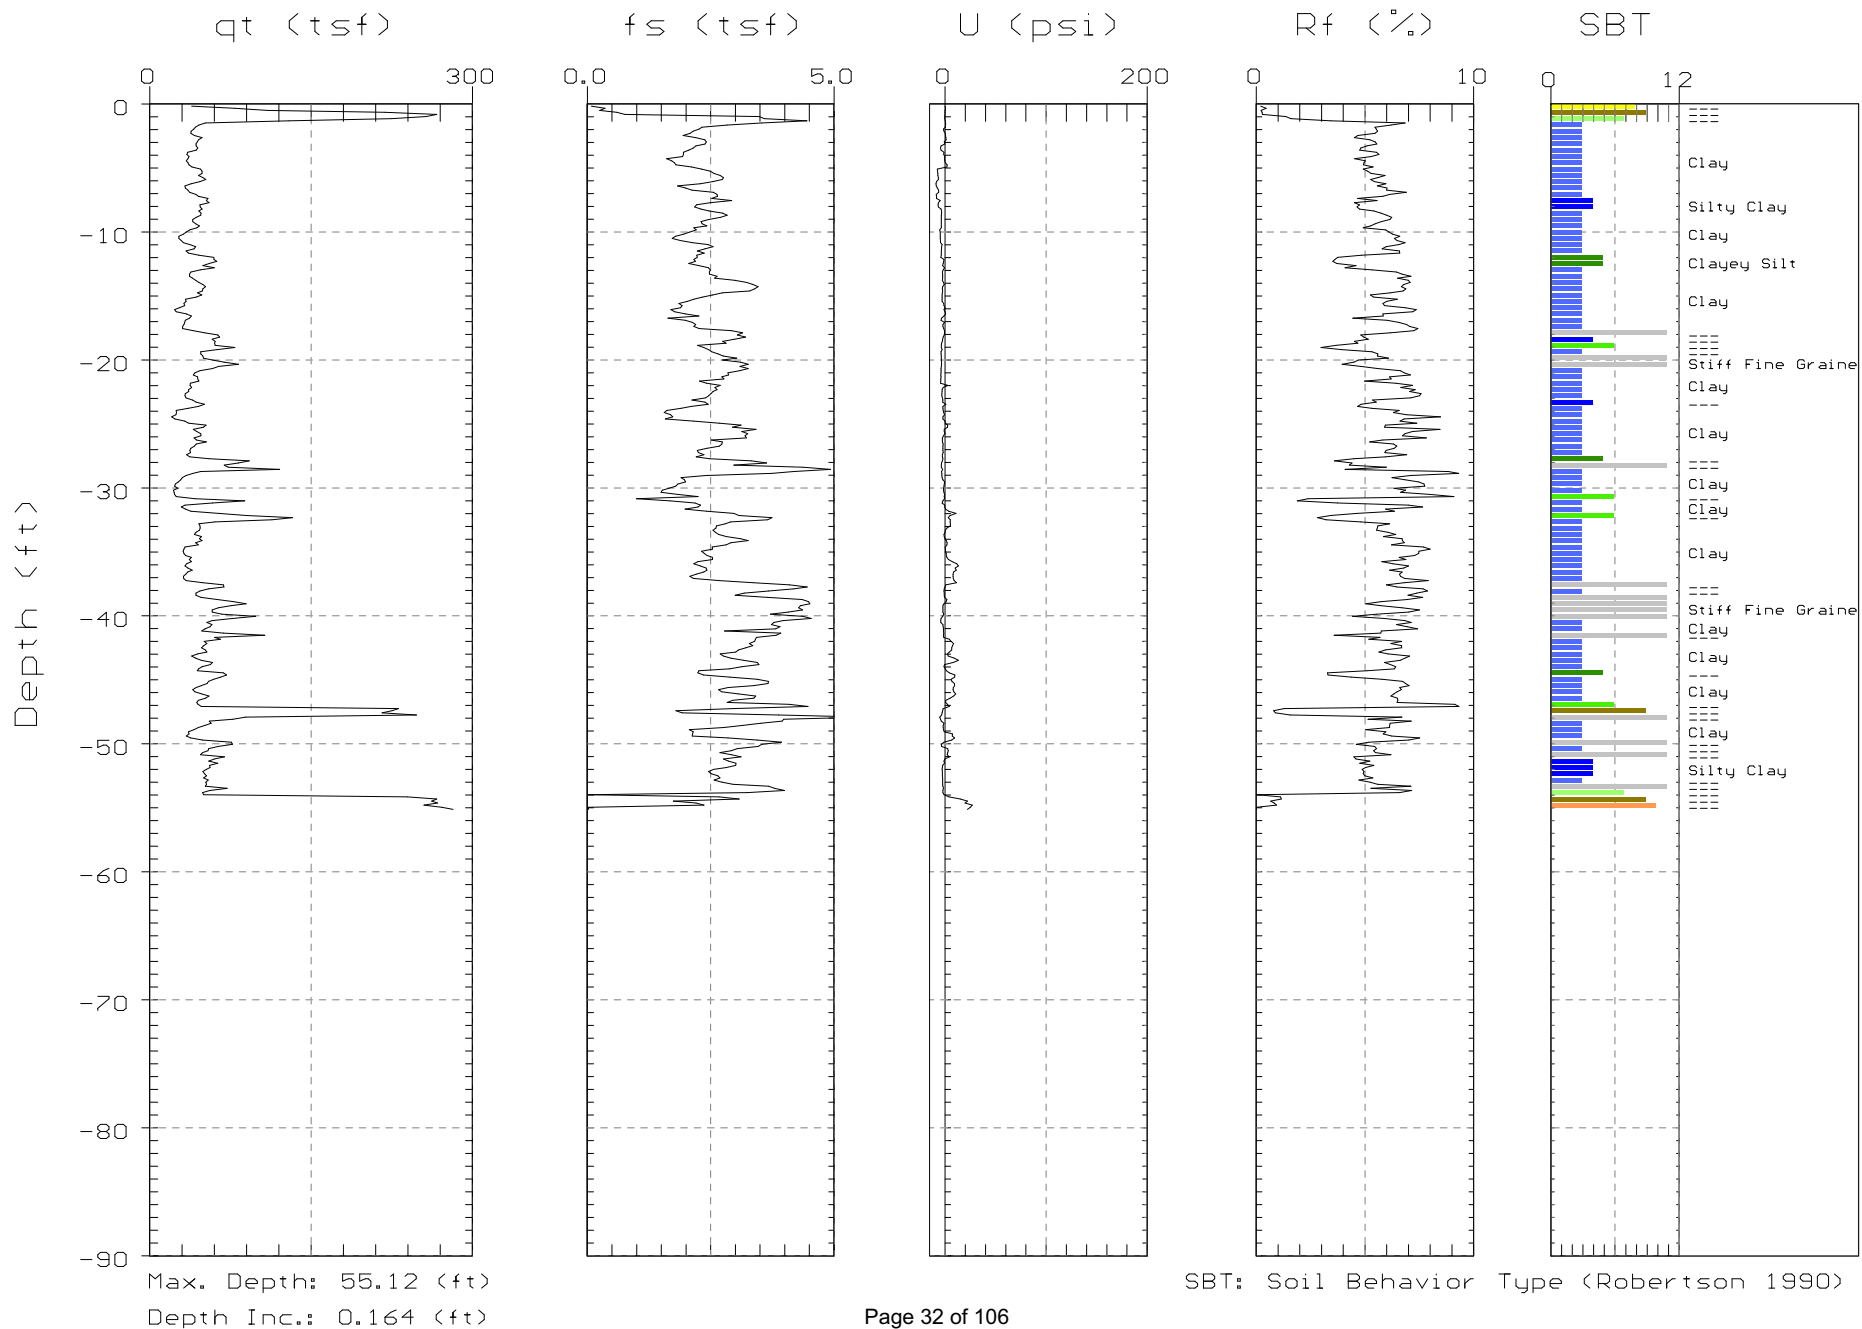 qt (tsf) fs (tsf) U (psi) Rf (%) SBT
0 300 0.0 5.0 0 200 0 10 0 12
0
---
---
Clay
Silty Clay
-10
Clay
Clayey Silt
Clay
---
---
---
-20
Stiff Fine Graine
Clay
---
Clay
---
---
-30
Clay
---
Clay
---
Clay
---
---
Stiff Fine Graine
-40
Clay
---
Clay
---
Clay
---
---
---
Clay
-50
---
---
---
Silty Clay
---
---
---
---
---
-60
-70
-80
-90
Depth (ft)
Max. Depth: 55.12 (ft)
SBT: Soil Behavior Type (Robertson 1990)
Depth Inc.: 0.164 (ft)
Page 32 of 106